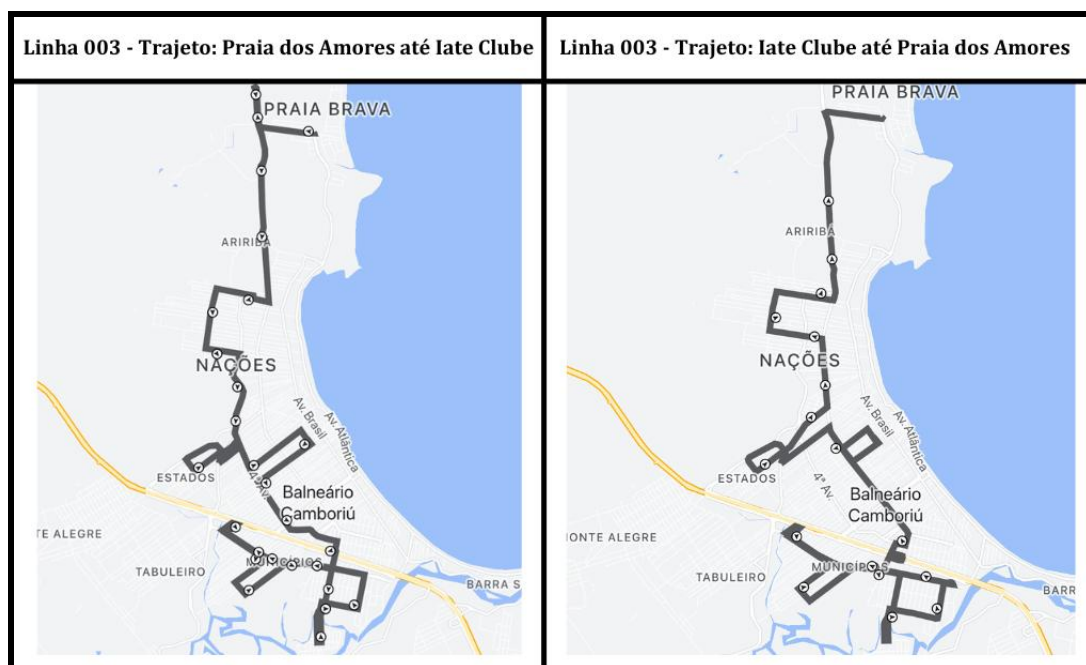 Linha 003 - Trajeto: Praia dos Amores até Iate Clube
Linha 003 - Trajeto: Iate Clube até Praia dos Amores
PRAIA BRAVA
ARIRIBÁ
NAÇÕES
Av. Brasil
Av. Atlântica
ESTADOS
4ª Av.
Balneário
Camboriú
TE ALEGRE
MUNICÍPIOS
TABULEIRO
BARRA S
PRAIA BRAVA
ARIRIBÁ
NAÇÕES
Av. Brasil
Av. Atlântica
ESTADOS
4ª Av.
Balneário
Camboriú
MONTE ALEGRE
MUNICÍPIOS
TABULEIRO
BARR